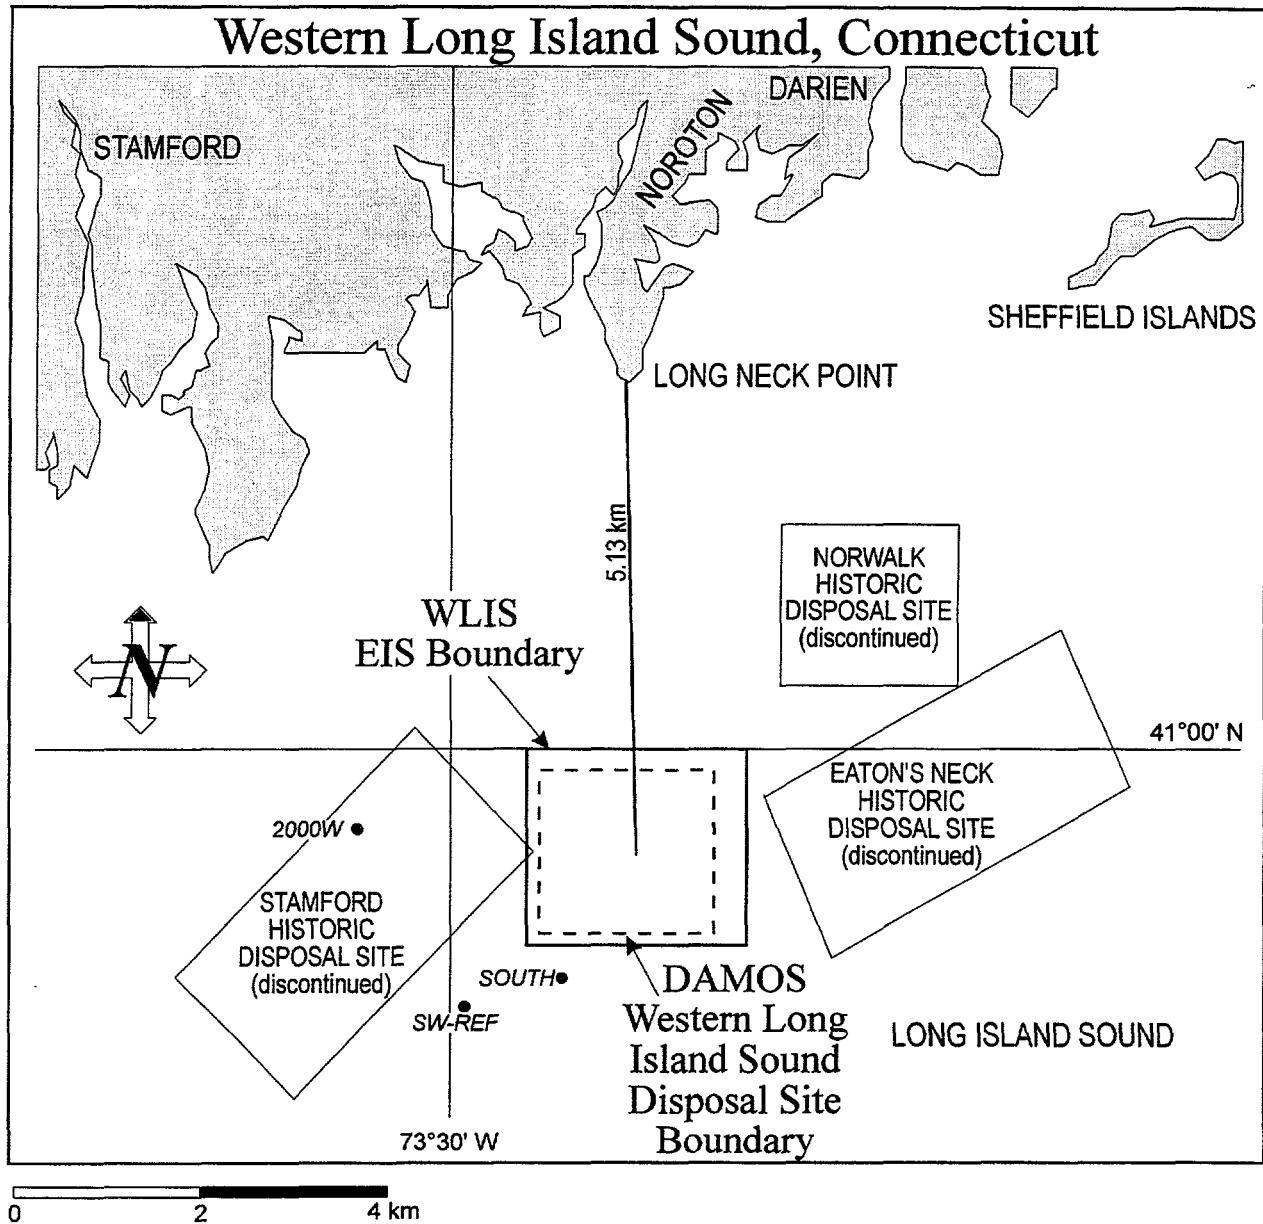 Western Long Island Sound, Connecticut
DARIEN
STAMFORD
NOROTON
SHEFFIELD ISLANDS
LONG NECK POINT
5.13 km
NORWALK
HISTORIC
DISPOSAL SITE
(discontinued)
WLIS
EIS Boundary
N
41°00' N
EATON'S NECK
HISTORIC
DISPOSAL SITE
(discontinued)
2000W
STAMFORD
HISTORIC
DISPOSAL SITE
(discontinued)
SOUTH
SW-REF
DAMOS
Western Long
Island Sound
Disposal Site
Boundary
LONG ISLAND SOUND
73°30' W
0 2 4 km